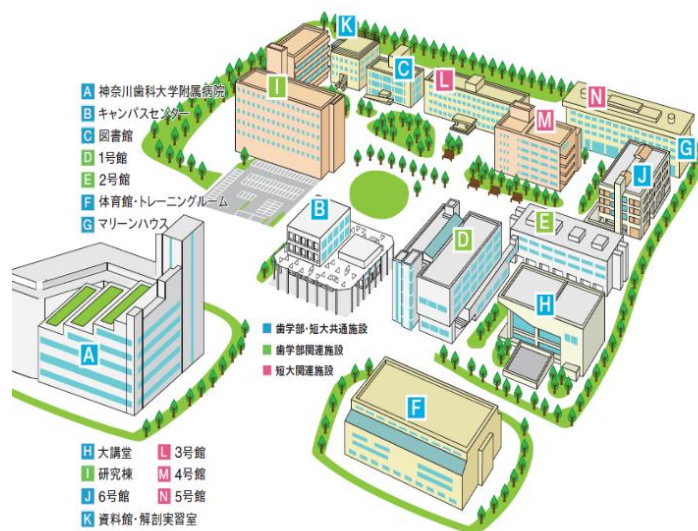 A 神奈川歯科大学附属病院
B キャンパスセンター
C 図書館
D 1号館
E 2号館
F 体育館・トレーニングルーム
G マリーンハウス
K
I
C
L
M
N
G
J
B
D
E
H
A
F
歯学部・短大共通施設
歯学部関連施設
短大関連施設
H 大講堂 L 3号館
I 研究棟 M 4号館
J 6号館 N 5号館
K 資料館・解剖実習室